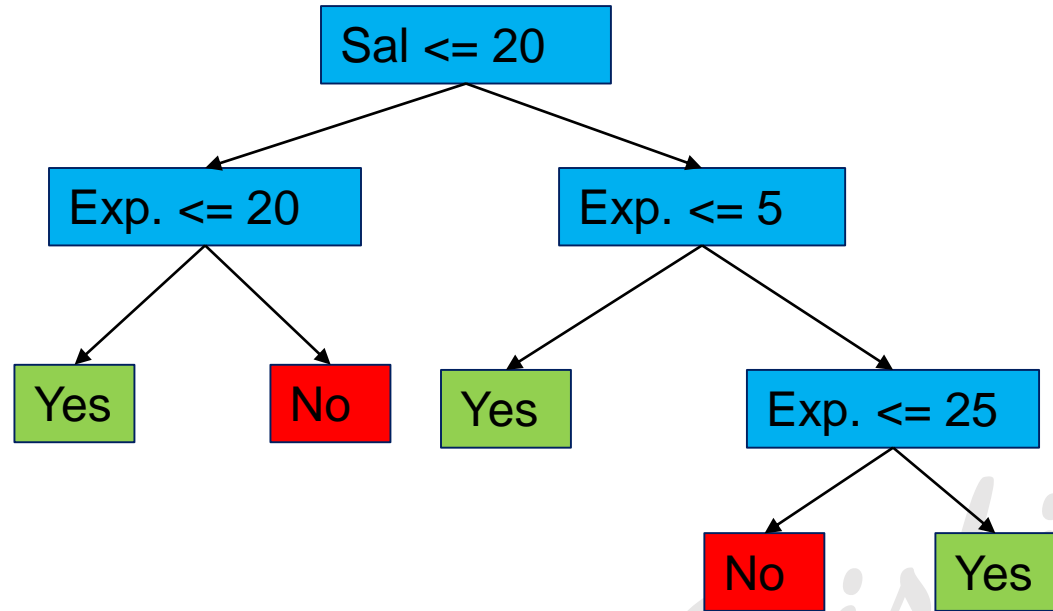 Sal <= 20
Exp. <= 20
Exp. <= 5
Yes
No
Yes
Exp. <= 25
No
Yes